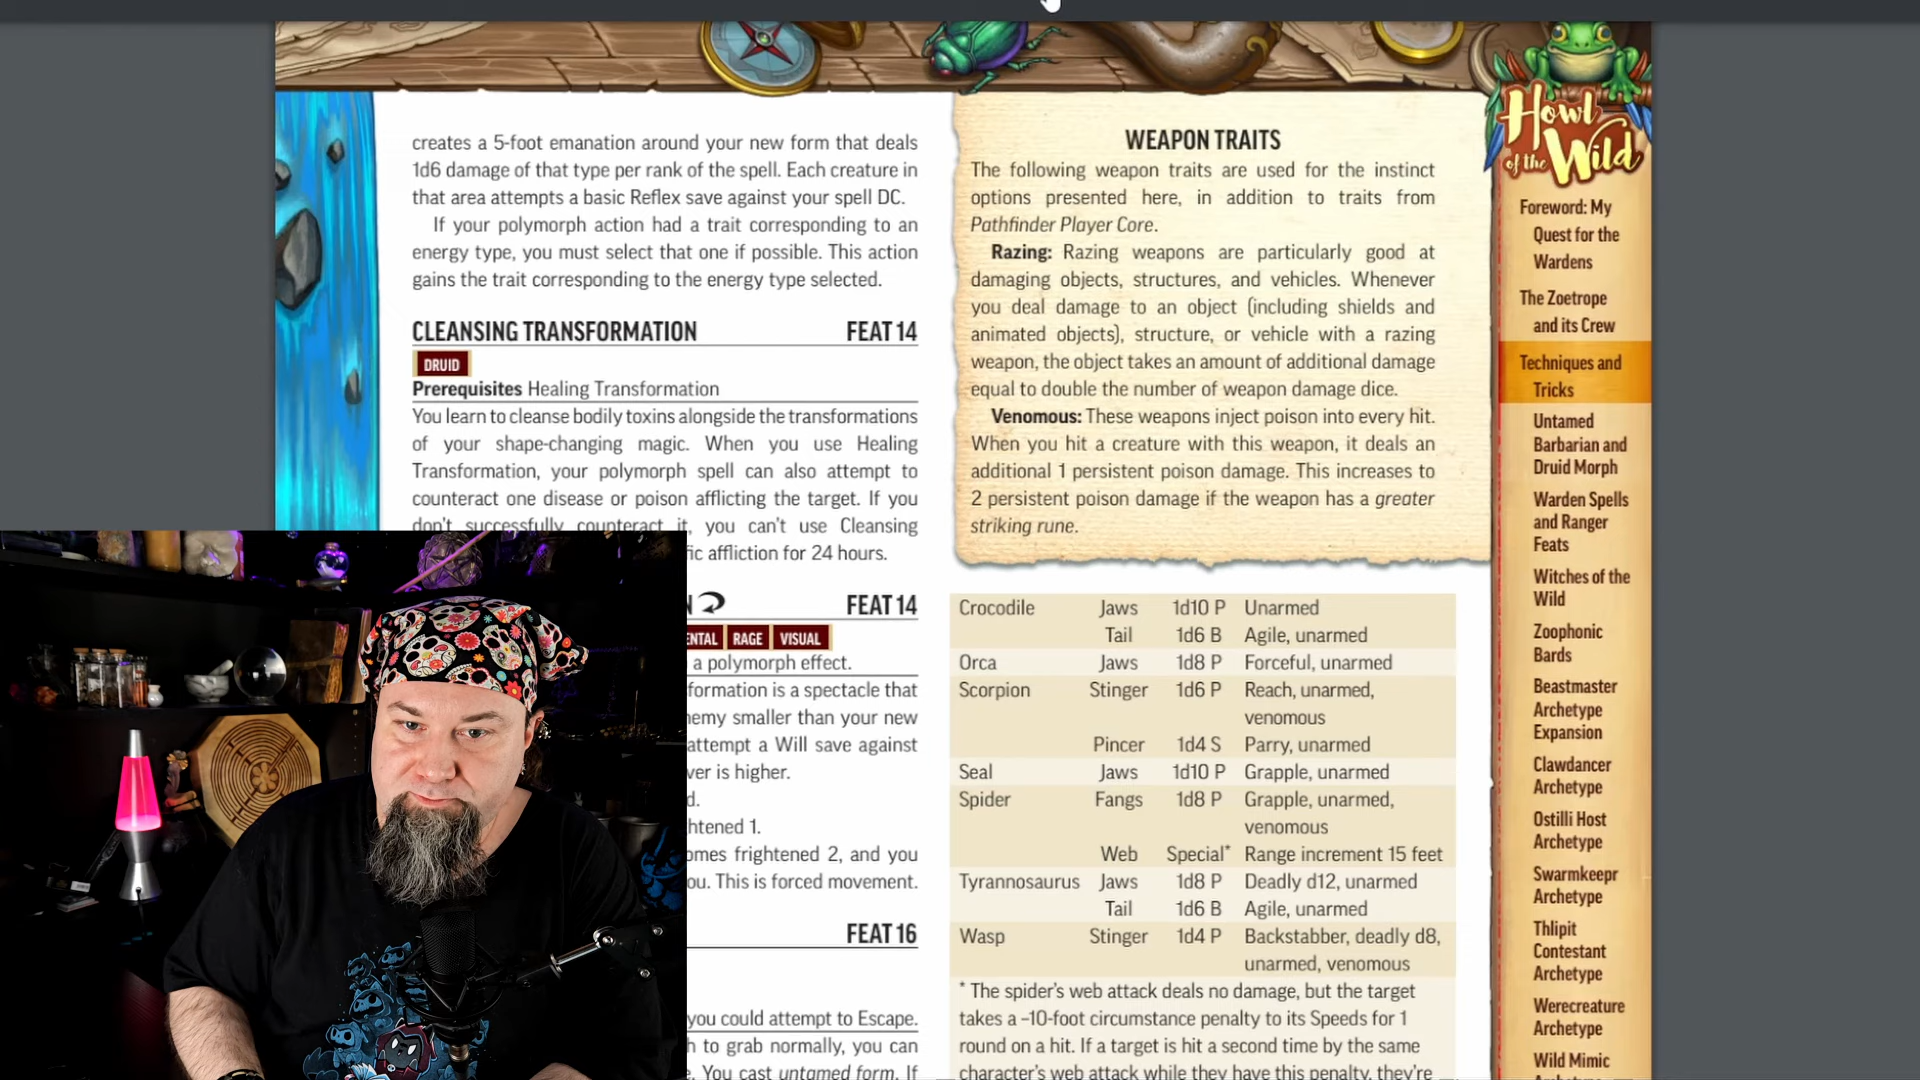 creates a 5-foot emanation around your new form that deals
1d6 damage of that type per rank of the spell. Each creature in
that area attempts a basic Reflex save against your spell DC.
If your polymorph action had a trait corresponding to an
energy type, you must select that one if possible. This action
gains the trait corresponding to the energy type selected.
CLEANSING TRANSFORMATION FEAT 14
DRUID
Prerequisites Healing Transformation
You learn to cleanse bodily toxins alongside the transformations
of your shape-changing magic. When you use Healing
Transformation, your polymorph spell can also attempt to
counteract one disease or poison afflicting the target. If you
don't successfully counteract it, you can't use Cleansing
affliction for 24 hours.
FEAT 14
RAGE VISUAL
a polymorph effect.
is a spectacle that
smaller than your new
attempt a Will save against
is higher.
1.
frightened 2, and you
This is forced movement.
FEAT 16
you could attempt to Escape.
to grab normally, you can
You cast untamed form. If
WEAPON TRAITS
The following weapon traits are used for the instinct
options presented here, in addition to traits from
Pathfinder Player Core.
Razing: Razing weapons are particularly good at
damaging objects, structures, and vehicles. Whenever
you deal damage to an object (including shields and
animated objects), structure, or vehicle with a razing
weapon, the object takes an amount of additional damage
equal to double the number of weapon damage dice.
Venomous: These weapons inject poison into every hit.
When you hit a creature with this weapon, it deals an
additional 1 persistent poison damage. This increases to
2 persistent poison damage if the weapon has a greater
striking rune.
Crocodile Jaws 1d10 P Unarmed
Tail 1d6 B Agile, unarmed
Orca Jaws 1d8 P Forceful, unarmed
Scorpion Stinger 1d6 P Reach, unarmed,
venomous
Pincer 1d4 S Parry, unarmed
Seal Jaws 1d10 P Grapple, unarmed
Spider Fangs 1d8 P Grapple, unarmed,
venomous
Web Special* Range increment 15 feet
Tyrannosaurus Jaws 1d8 P Deadly d12, unarmed
Tail 1d6 B Agile, unarmed
Wasp Stinger 1d4 P Backstabber, deadly d8,
unarmed, venomous
* The spider's web attack deals no damage, but the target
takes a –10-foot circumstance penalty to its Speeds for 1
round on a hit. If a target is hit a second time by the same
character's web attack while they have this penalty, they're
Howl
of the Wild
Foreword: My
Quest for the
Wardens
The Zoetrope
and its Crew
Techniques and
Tricks
Untamed
Barbarian and
Druid Morph
Warden Spells
and Ranger
Feats
Witches of the
Wild
Zoophonic
Bards
Beastmaster
Archetype
Expansion
Clawdancer
Archetype
Ostilli Host
Archetype
Swarmkeepr
Archetype
Thlipit
Contestant
Archetype
Werecreature
Archetype
Wild Mimic